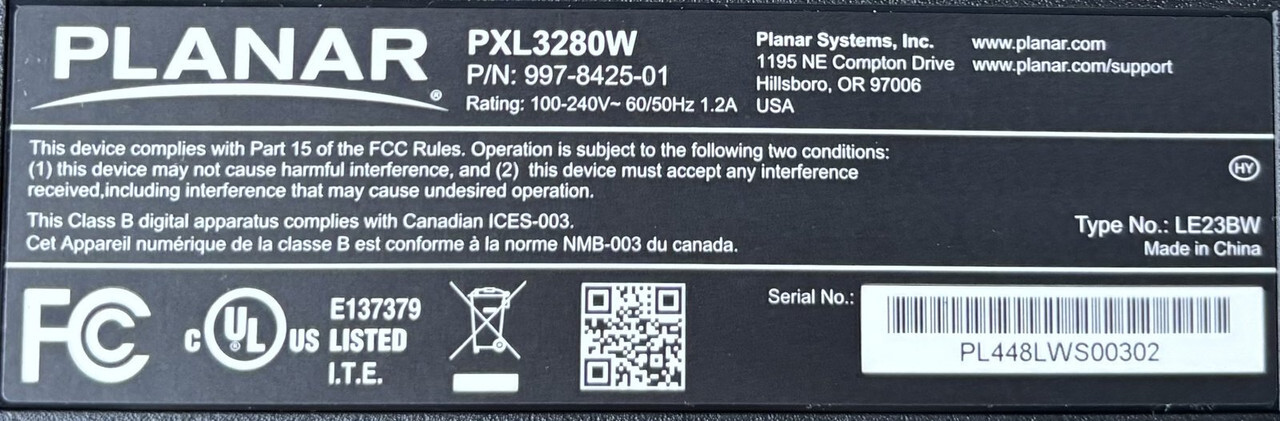 PLANAR®
PXL3280W
P/N: 997-8425-01
Rating: 100-240V~ 60/50Hz 1.2A
Planar Systems, Inc.
1195 NE Compton Drive
Hillsboro, OR 97006
USA
www.planar.com
www.planar.com/support
This device complies with Part 15 of the FCC Rules. Operation is subject to the following two conditions:
(1) this device may not cause harmful interference, and (2) this device must accept any interference
received,including interference that may cause undesired operation.
This Class B digital apparatus complies with Canadian ICES-003.
Cet Appareil numérique de la classe B est conforme à la norme NMB-003 du canada.
HY
Type No.: LE23BW
Made in China
FC
C UL® US
E137379
LISTED
I.T.E.
Serial No.:
PL448LWS00302